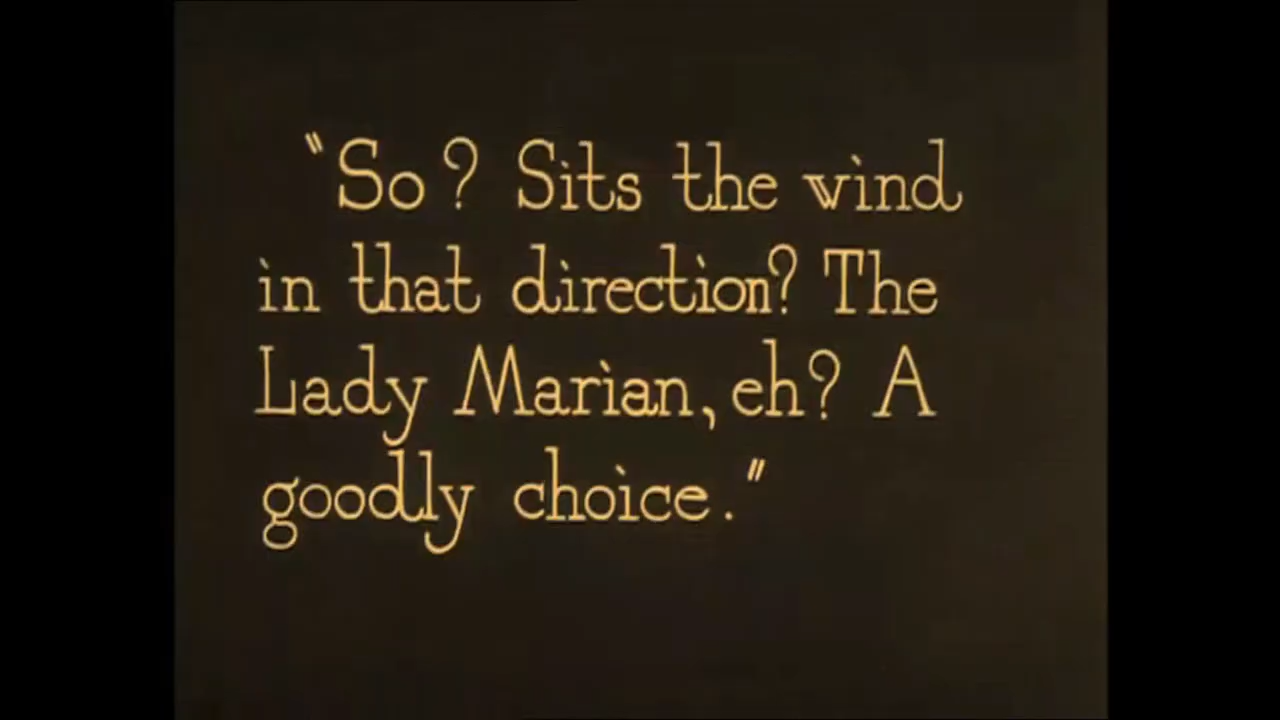 "So? Sits the wind
in that direction? The
Lady Marian, eh? A
goodly choice."